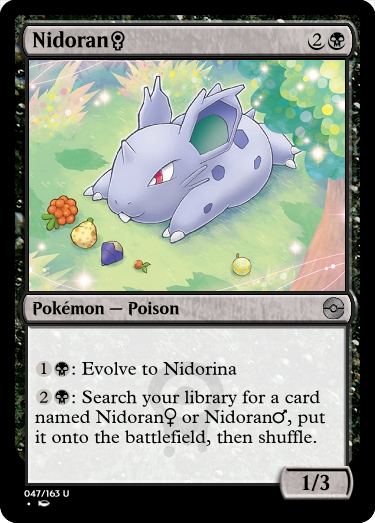 Nidoran♀ 2
Pokémon — Poison
1 : Evolve to Nidorina
2 : Search your library for a card
named Nidoran♀ or Nidoran♂, put
it onto the battlefield, then shuffle.
1/3
047/163 U